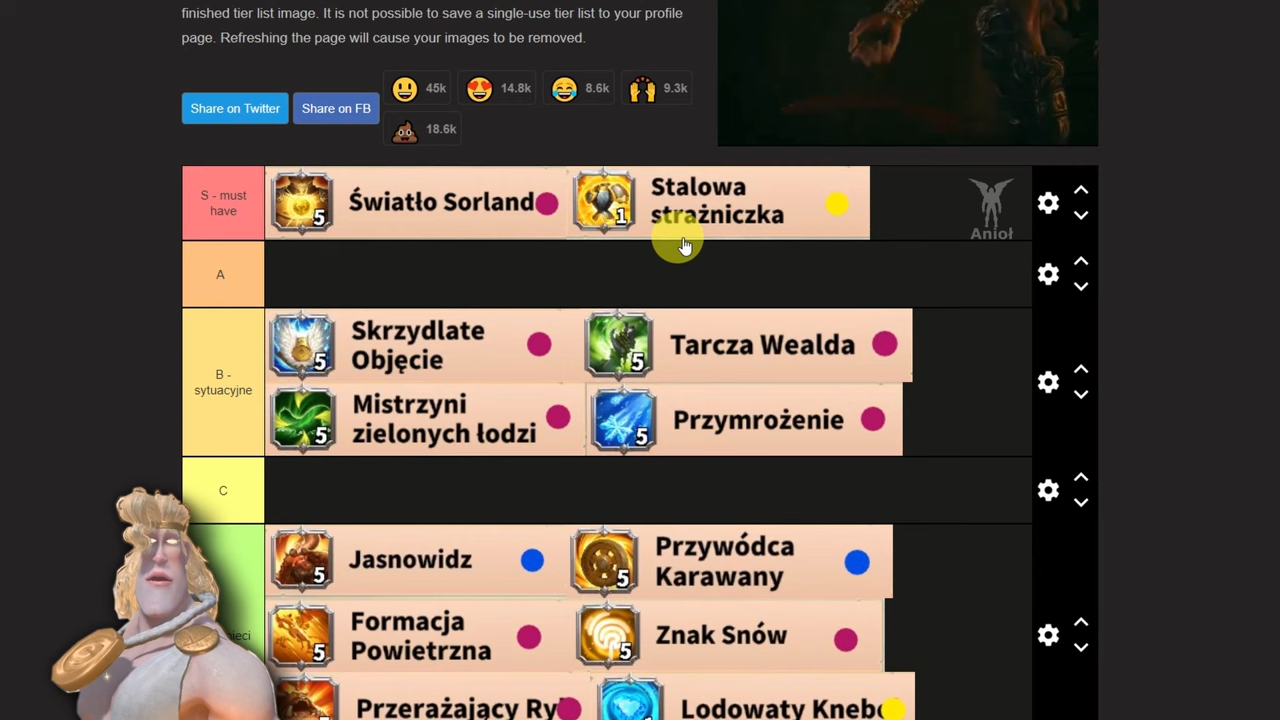 finished tier list image. It is not possible to save a single-use tier list to your profile
page. Refreshing the page will cause your images to be removed.
Share on Twitter
Share on FB
45k
14.8k
8.6k
9.3k
18.6k
S - must
have
5
Światło Sorland
1
Stalowa
strażniczka
Anioł
A
B -
sytuacyjne
5
Skrzydlate
Objęcie
5
Tarcza Wealda
5
Mistrzyni
zielonych łodzi
5
Przymrożenie
C
5
Jasnowidz
5
Przywódca
Karawany
5
Formacja
Powietrzna
5
Znak Snów
Przerażający Ry
Lodowaty Kneb